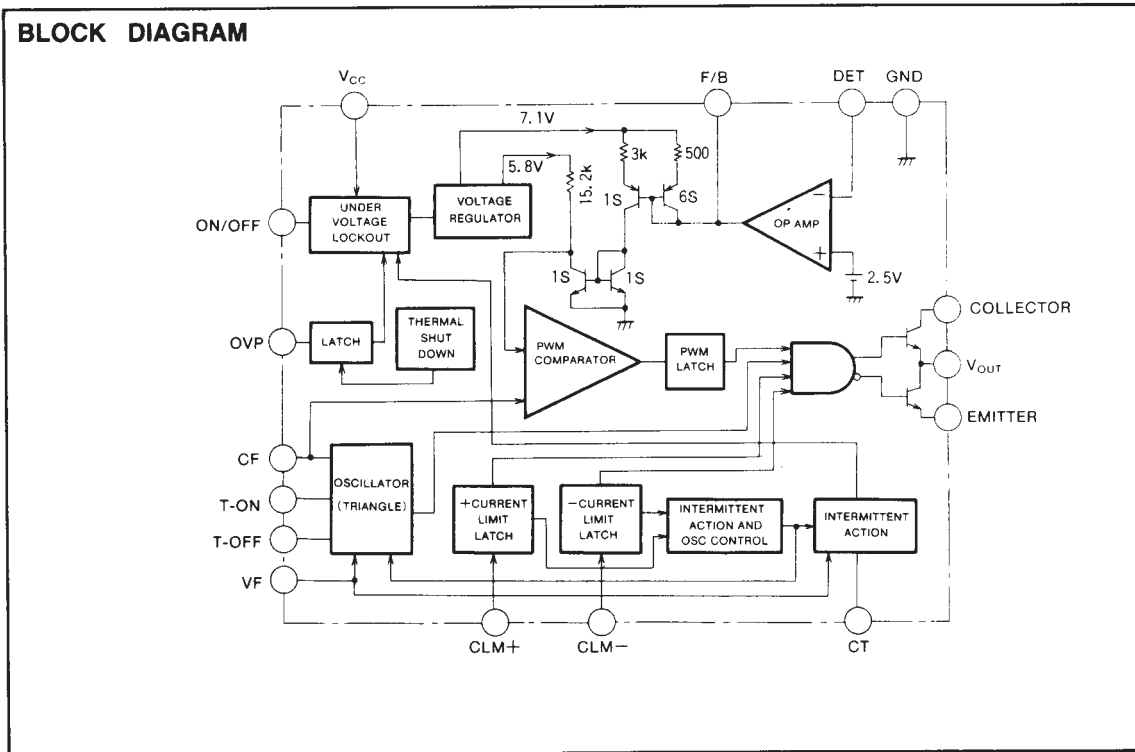 BLOCK DIAGRAM
VCC
F/B
DET
GND
7.1V
5.8V
15.2k
3k
500
1S
6S
ON/OFF
UNDER
VOLTAGE
LOCKOUT
VOLTAGE
REGULATOR
−
OP AMP
+
2.5V
1S
1S
COLLECTOR
OVP
LATCH
THERMAL
SHUT
DOWN
PWM
COMPARATOR
PWM
LATCH
VOUT
EMITTER
CF
T-ON
T-OFF
VF
OSCILLATOR
(TRIANGLE)
+CURRENT
LIMIT
LATCH
−CURRENT
LIMIT
LATCH
INTERMITTENT
ACTION AND
OSC CONTROL
INTERMITTENT
ACTION
CLM+
CLM−
CT